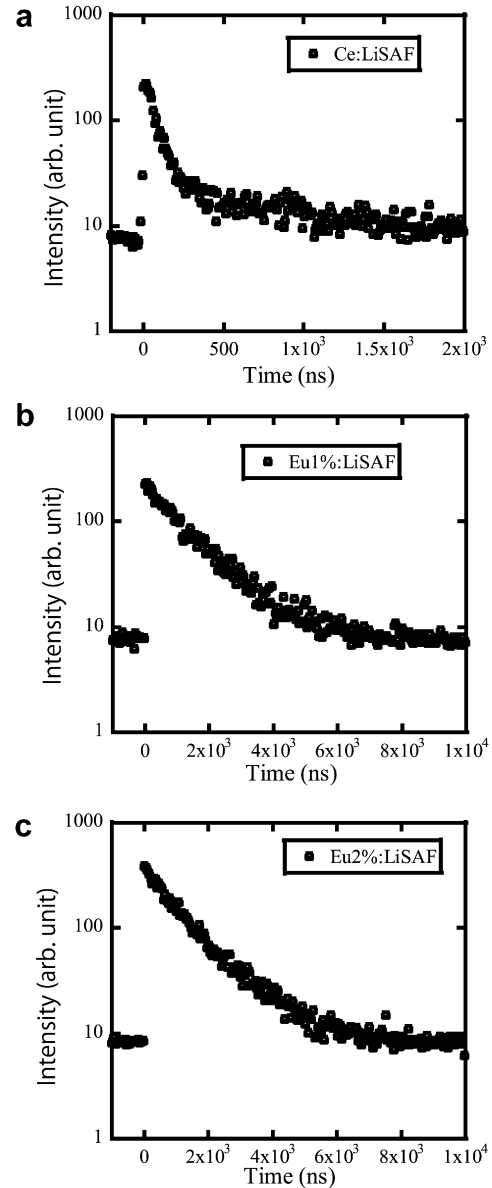 a
1000
Ce:LiSAF
100
10
1
Intensity (arb. unit)
0 500 1x10³ 1.5x10³ 2x10³
Time (ns)
b
1000
Eu1%:LiSAF
100
10
1
Intensity (arb. unit)
0 2x10³ 4x10³ 6x10³ 8x10³ 1x10⁴
Time (ns)
c
1000
Eu2%:LiSAF
100
10
1
Intensity (arb. unit)
0 2x10³ 4x10³ 6x10³ 8x10³ 1x10⁴
Time (ns)